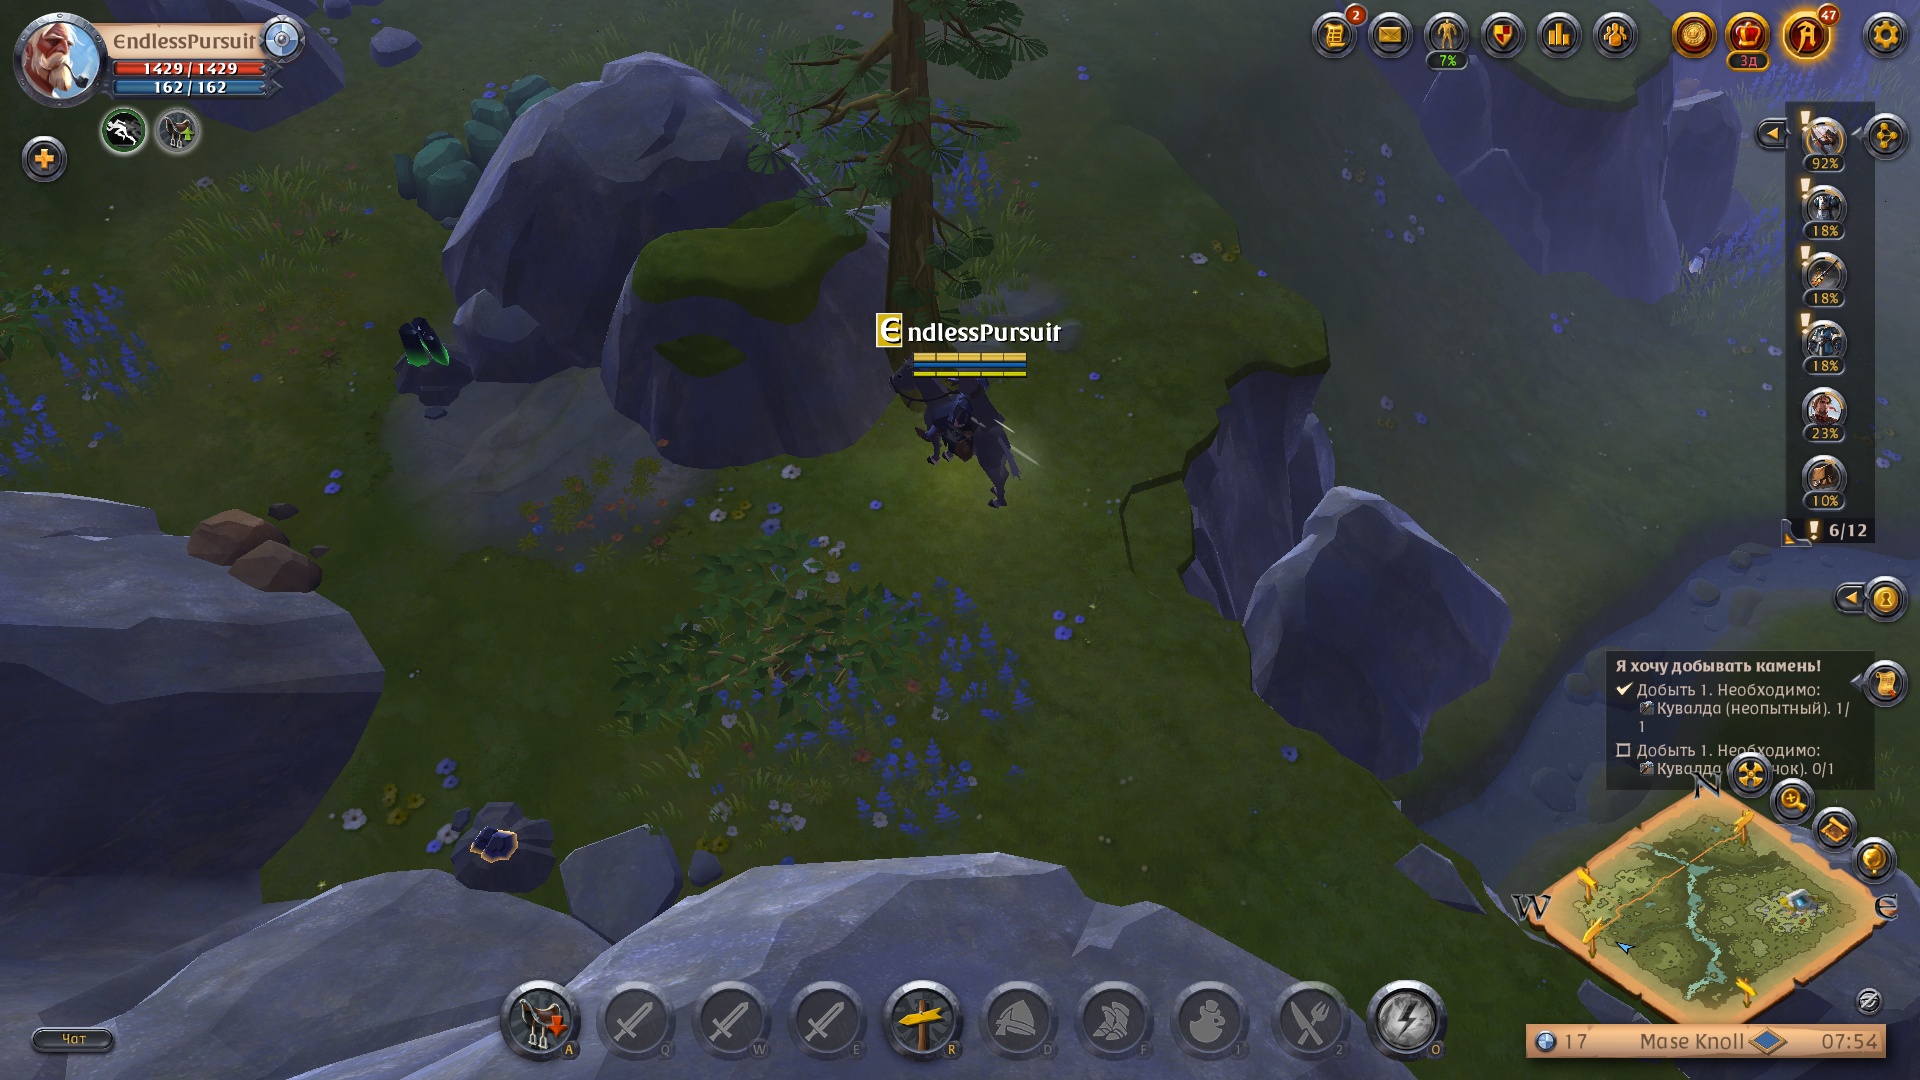 EndlessPursuit
1429 / 1429
162 / 162
2
7%
3д
47
92%
18%
18%
18%
23%
10%
6/12
EndlessPursuit
Я хочу добывать камень!
Добыть 1. Необходимо:
Кувалда (неопытный). 1/
1
Добыть 1. Необходимо:
Кувалда чок). 0/1
N
W
E
A
Q
W
E
R
D
F
1
2
O
Чат
17
Mase Knoll
07:54